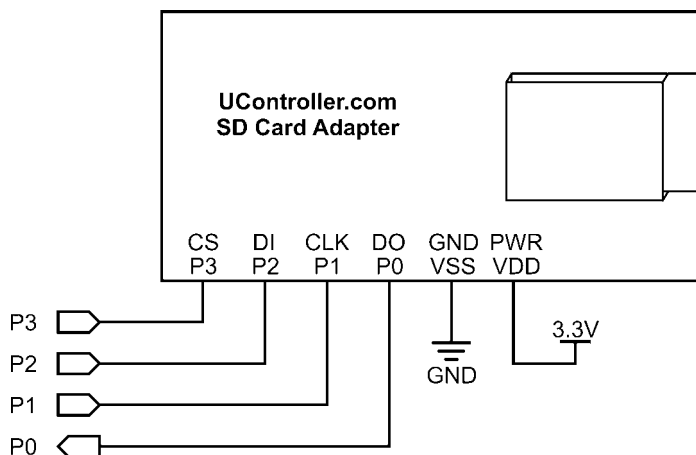 UController.com
SD Card Adapter
CS DI CLK DO GND PWR
P3 P2 P1 P0 VSS VDD
P3
3.3V
P2
GND
P1
P0